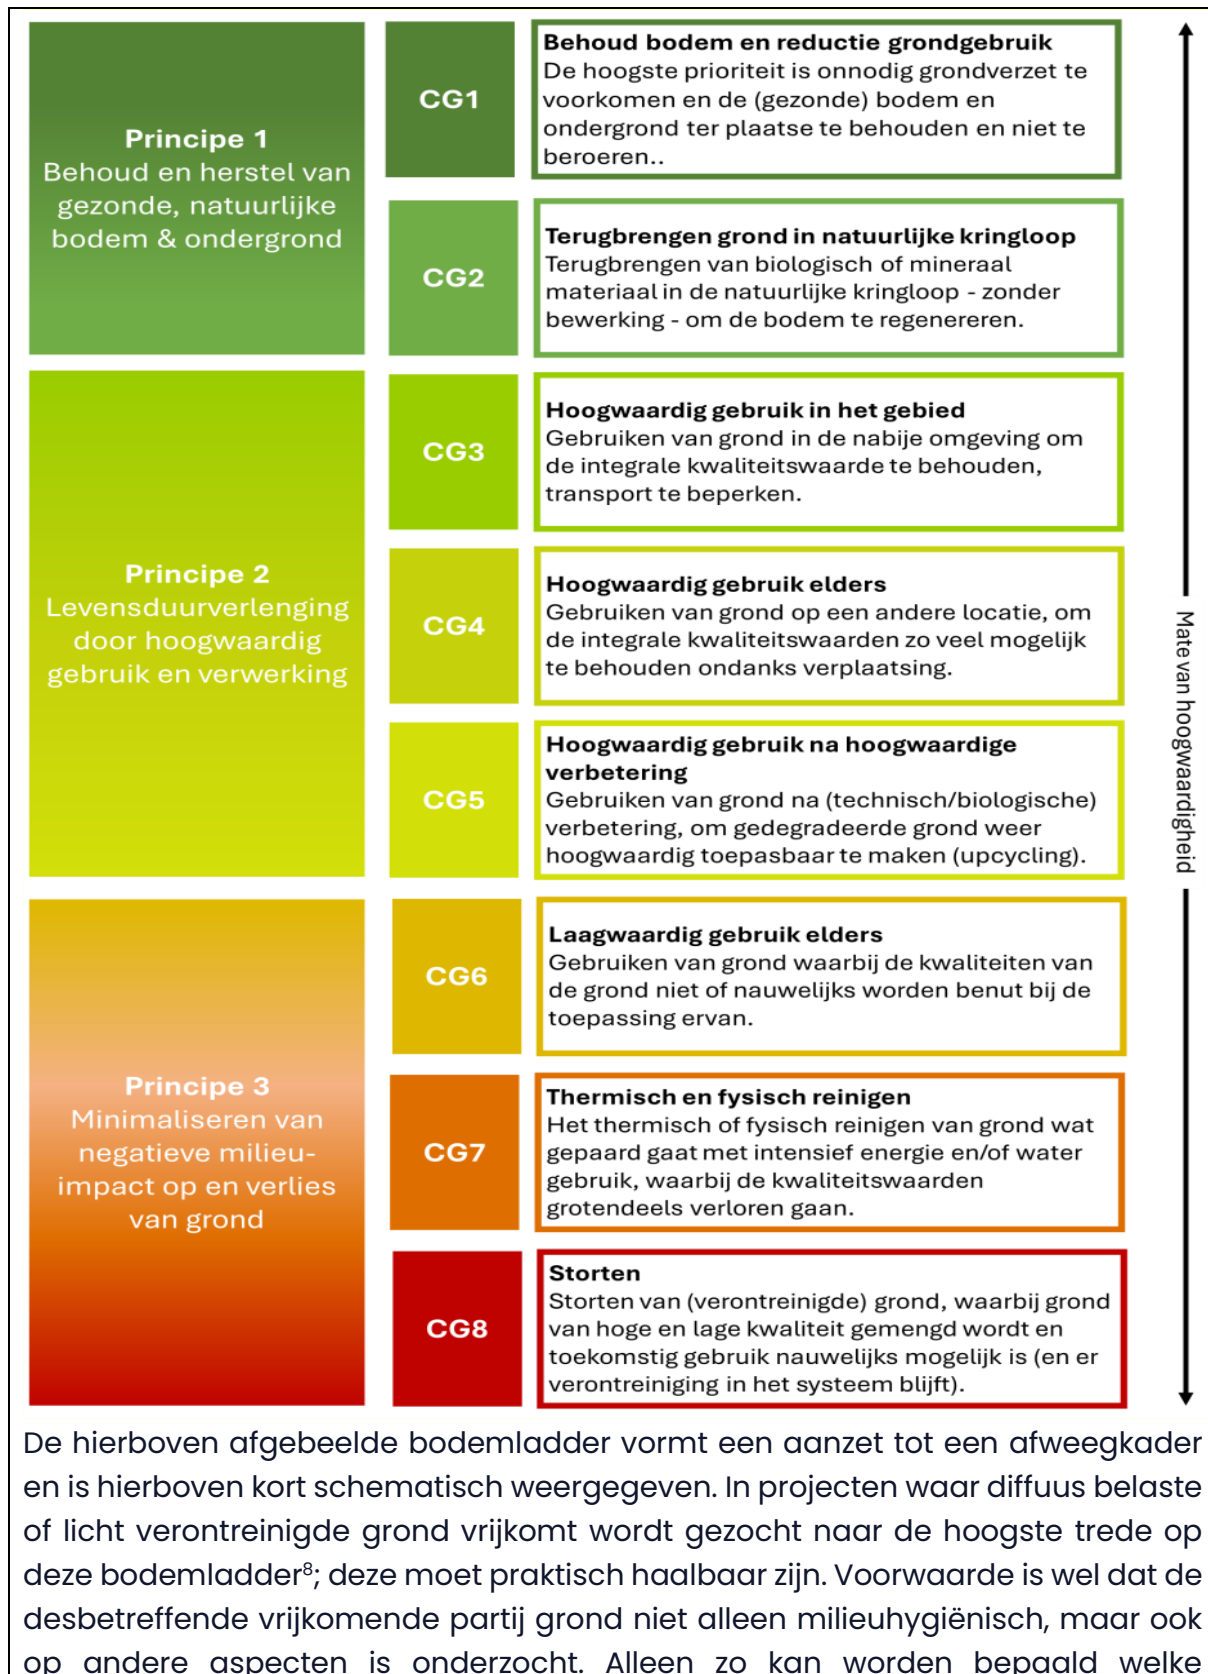 Principe 1
Behoud en herstel van
gezonde, natuurlijke
bodem & ondergrond
CG1
Behoud bodem en reductie grondgebruik
De hoogste prioriteit is onnodig grondverzet te
voorkomen en de (gezonde) bodem en
ondergrond ter plaatse te behouden en niet te
beroeren..
CG2
Terugbrengen grond in natuurlijke kringloop
Terugbrengen van biologisch of mineraal
materiaal in de natuurlijke kringloop - zonder
bewerking - om de bodem te regenereren.
Principe 2
Levensduurverlenging
door hoogwaardig
gebruik en verwerking
CG3
Hoogwaardig gebruik in het gebied
Gebruiken van grond in de nabije omgeving om
de integrale kwaliteitswaarde te behouden,
transport te beperken.
CG4
Hoogwaardig gebruik elders
Gebruiken van grond op een andere locatie, om
de integrale kwaliteitswaarden zo veel mogelijk
te behouden ondanks verplaatsing.
CG5
Hoogwaardig gebruik na hoogwaardige
verbetering
Gebruiken van grond na (technisch/biologische)
verbetering, om gedegradeerde grond weer
hoogwaardig toepasbaar te maken (upcycling).
Principe 3
Minimaliseren van
negatieve milieu-
impact op en verlies
van grond
CG6
Laagwaardig gebruik elders
Gebruiken van grond waarbij de kwaliteiten van
de grond niet of nauwelijks worden benut bij de
toepassing ervan.
CG7
Thermisch en fysisch reinigen
Het thermisch of fysisch reinigen van grond wat
gepaard gaat met intensief energie en/of water
gebruik, waarbij de kwaliteitswaarden
grotendeels verloren gaan.
CG8
Storten
Storten van (verontreinigde) grond, waarbij grond
van hoge en lage kwaliteit gemengd wordt en
toekomstig gebruik nauwelijks mogelijk is (en er
verontreiniging in het systeem blijft).
Mate van hoogwaardigheid
De hierboven afgebeelde bodemladder vormt een aanzet tot een afweegkader
en is hierboven kort schematisch weergegeven. In projecten waar diffuus belaste
of licht verontreinigde grond vrijkomt wordt gezocht naar de hoogste trede op
deze bodemladder⁸; deze moet praktisch haalbaar zijn. Voorwaarde is wel dat de
desbetreffende vrijkomende partij grond niet alleen milieuhygiënisch, maar ook
op andere aspecten is onderzocht. Alleen zo kan worden bepaald welke